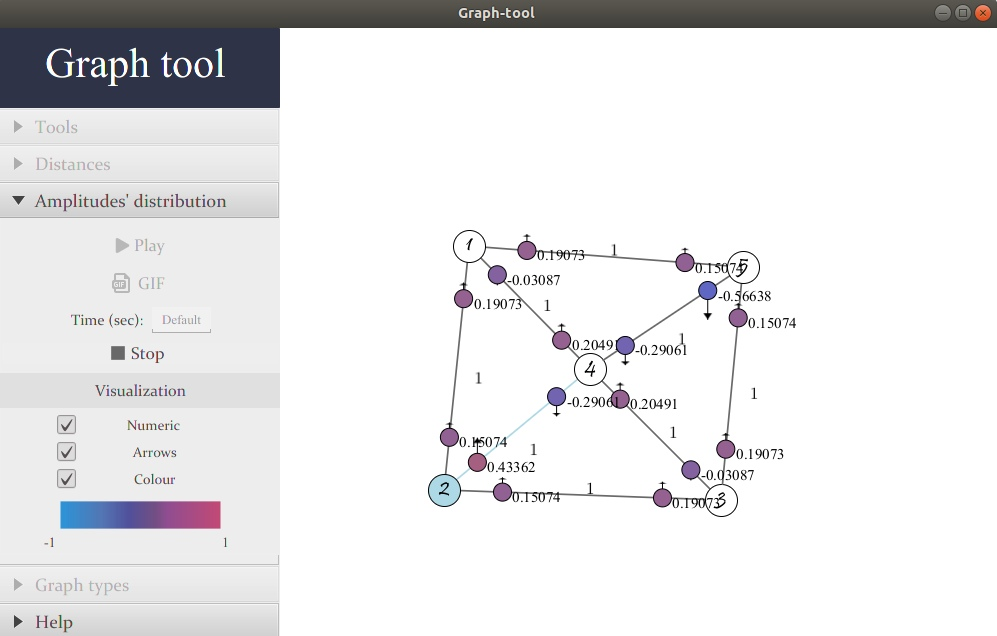 Graph-tool
Graph tool
Tools
Distances
Amplitudes' distribution
Play
GIF GIF
Time (sec): Default
Stop
Visualization
Numeric
Arrows
Colour
-1 1
Graph types
Help
1
0.19073
1
0.15074
5
-0.03087
-0.56638
0.19073
1
0.15074
0.20491
-0.29061
1
4
1
-0.29061
0.20491
1
1
0.15074
1
0.19073
0.43362
-0.03087
2
0.15074
1
0.19073
3